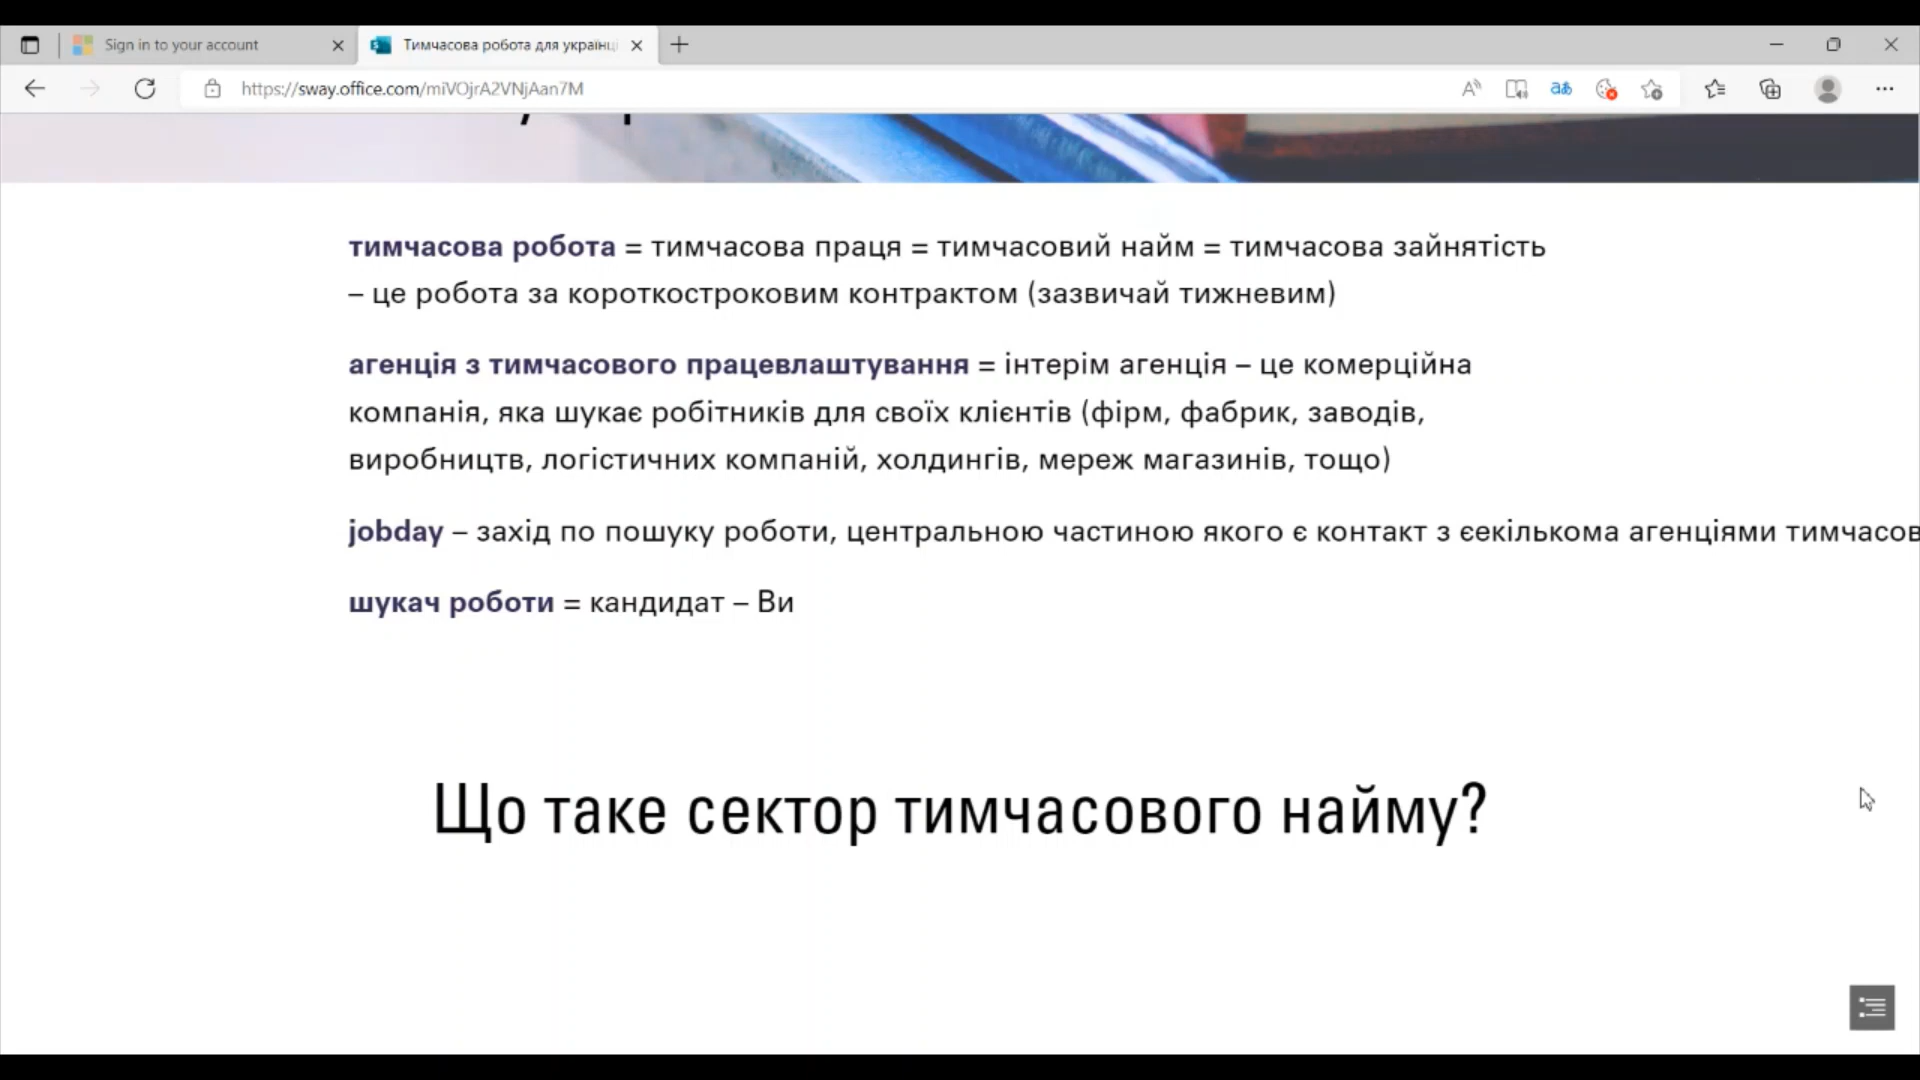 Sign in to your account
Тимчасова робота для українці
https://sway.office.com/miVOjrA2VNjAan7M
тимчасова робота = тимчасова праця = тимчасовий найм = тимчасова зайнятість
– це робота за короткостроковим контрактом (зазвичай тижневим)
агенція з тимчасового працевлаштування = інтерім агенція – це комерційна
компанія, яка шукає робітників для своїх клієнтів (фірм, фабрик, заводів,
виробництв, логістичних компаній, холдингів, мереж магазинів, тощо)
jobday – захід по пошуку роботи, центральною частиною якого є контакт з єекількома агенціями тимчасов
шукач роботи = кандидат – Ви
Що таке сектор тимчасового найму?